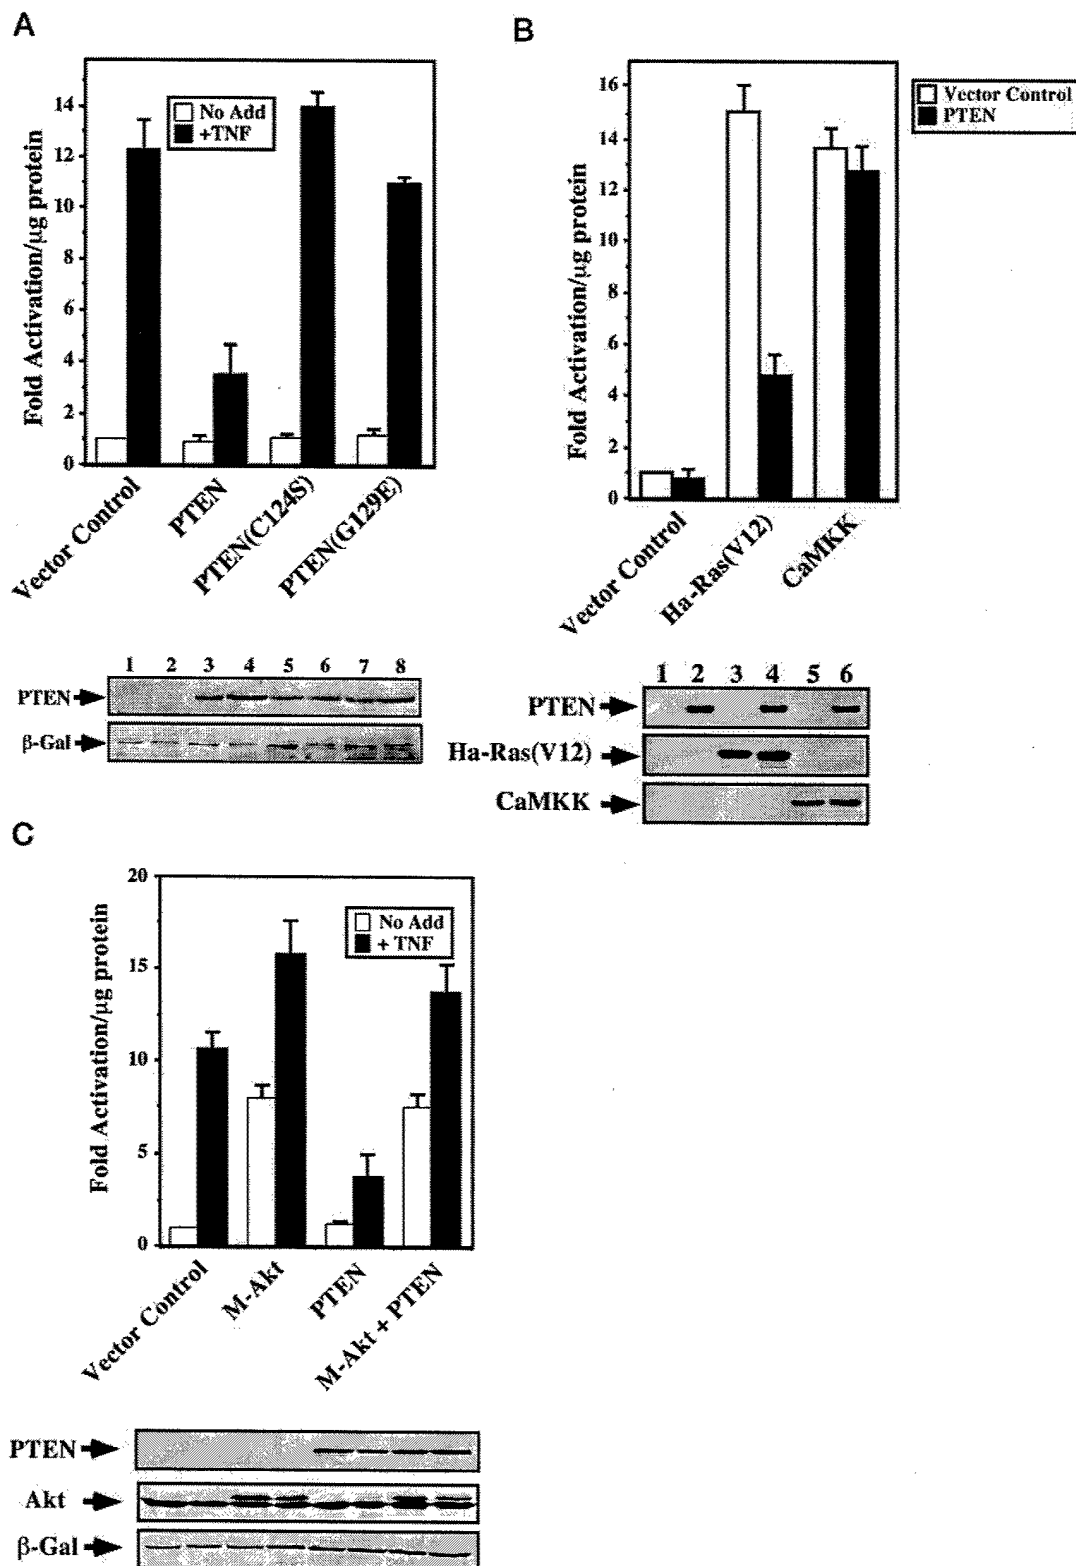 A
Fold Activation/μg protein
14
12
10
8
6
4
2
0
No Add
+TNF
Vector Control
PTEN
PTEN(C124S)
PTEN(G129E)
1 2 3 4 5 6 7 8
PTEN
β-Gal
B
Fold Activation/μg protein
16
14
12
10
8
6
4
2
0
Vector Control
PTEN
Vector Control
Ha-Ras(V12)
CaMKK
1 2 3 4 5 6
PTEN
Ha-Ras(V12)
CaMKK
C
Fold Activation/μg protein
20
15
10
5
0
No Add
+ TNF
Vector Control
M-Akt
PTEN
M-Akt + PTEN
PTEN
Akt
β-Gal